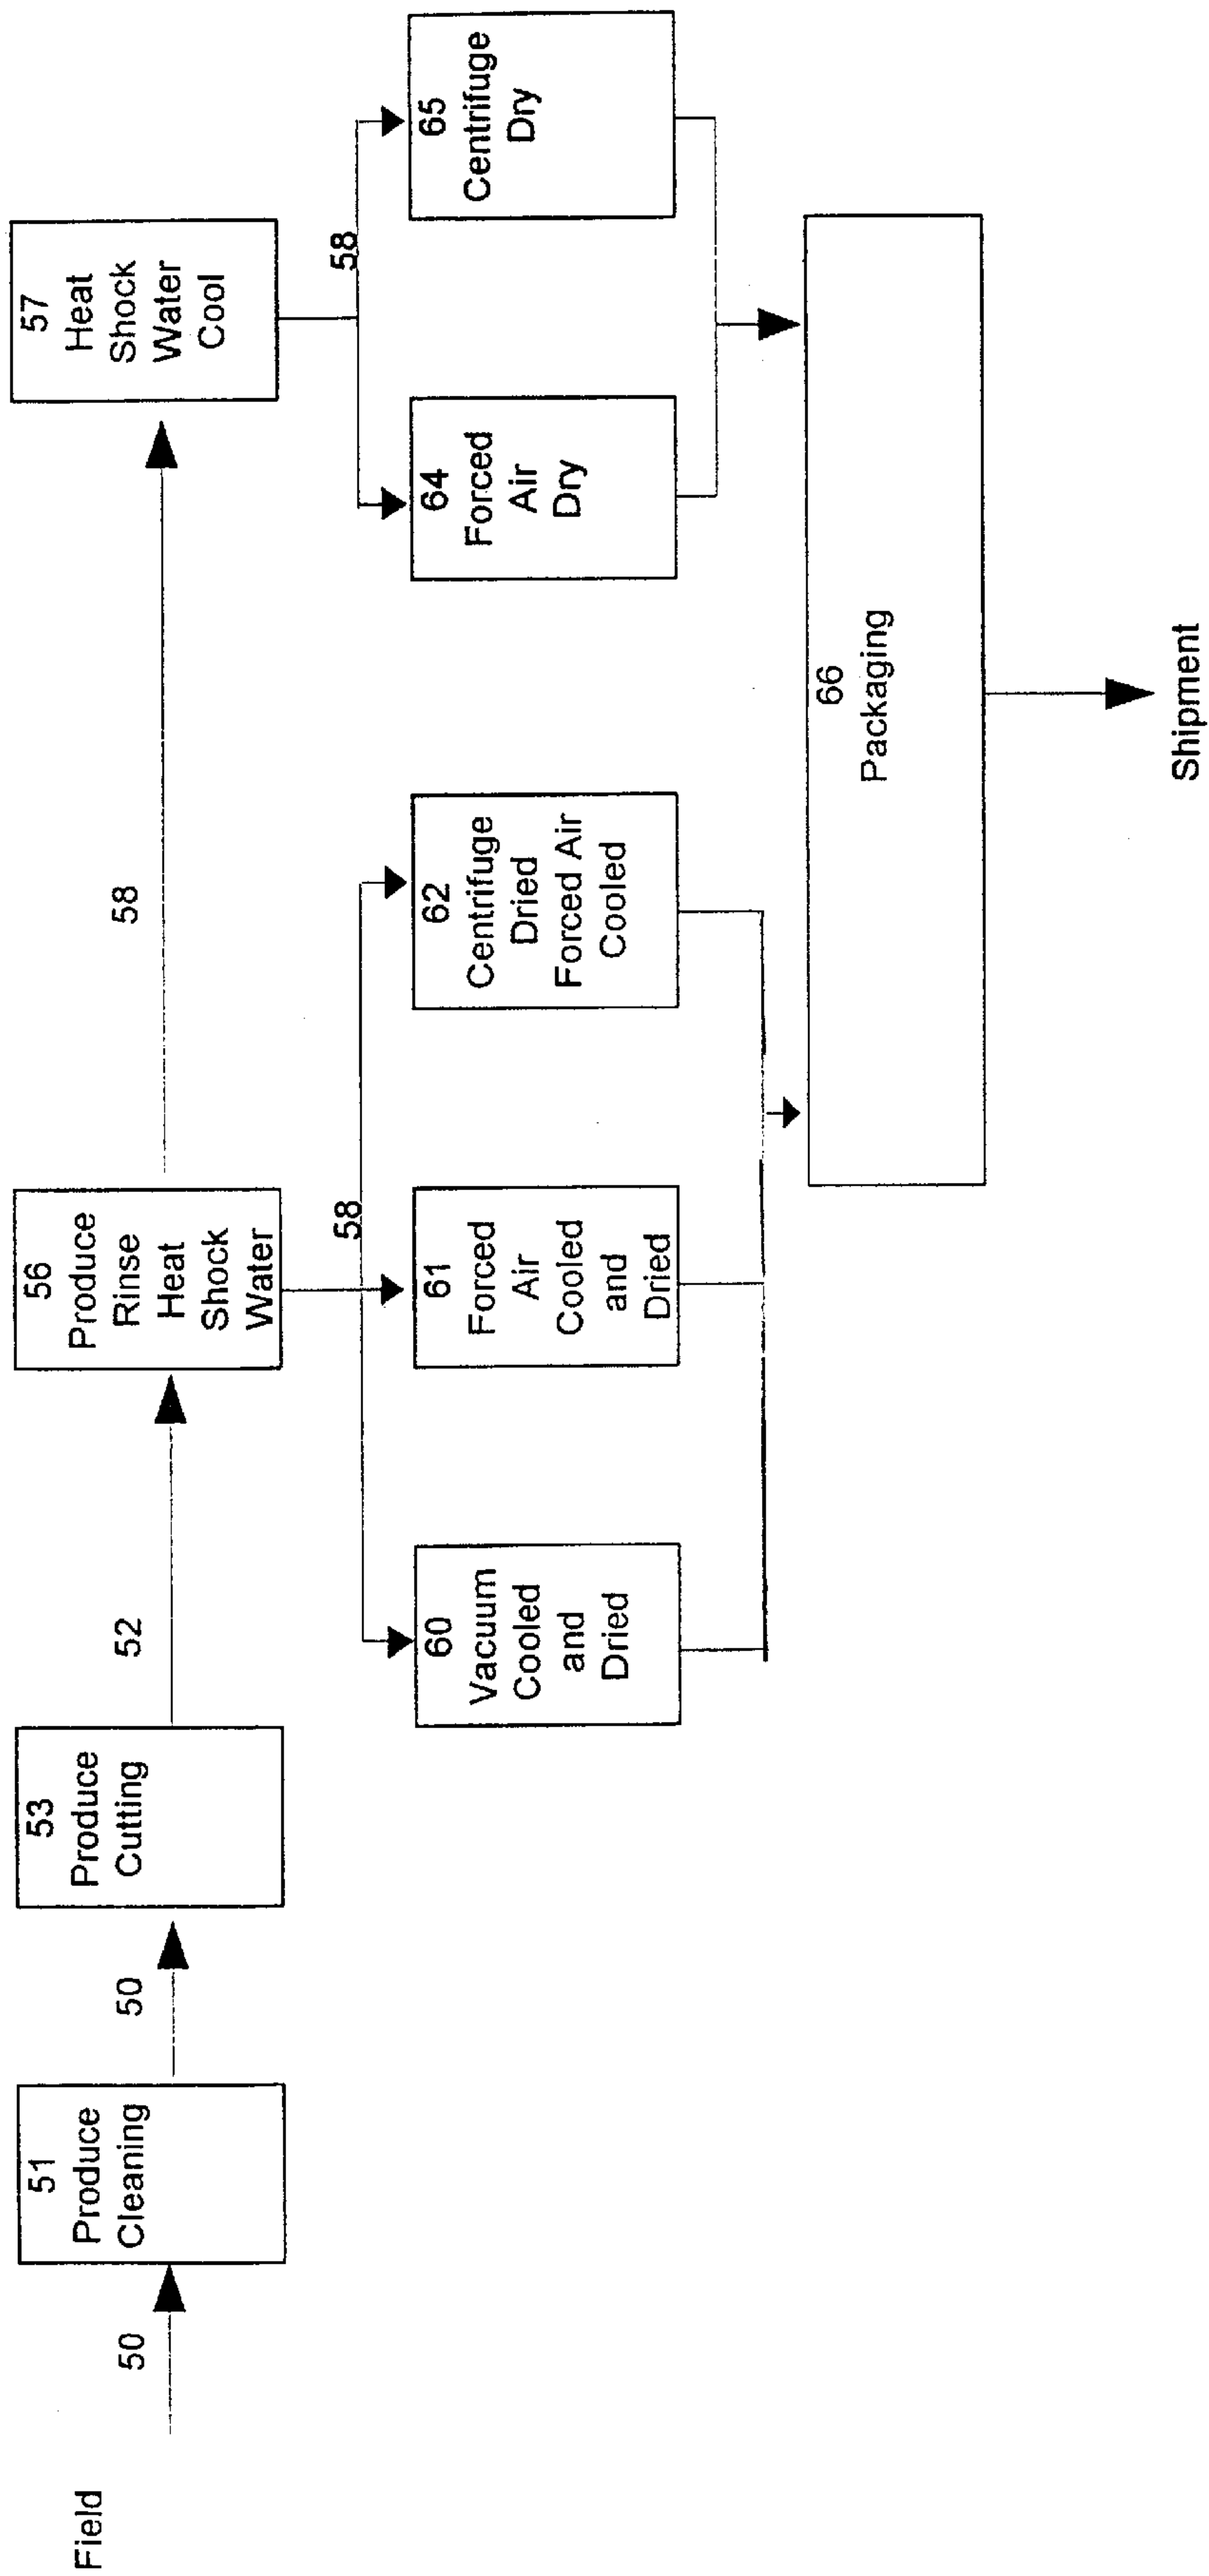 Field
50
51
Produce
Cleaning
50
53
Produce
Cutting
52
56
Produce
Rinse
Heat
Shock
Water
58
57
Heat
Shock
Water
Cool
58
58
60
Vacuum
Cooled
and
Dried
61
Forced
Air
Cooled
and
Dried
62
Centrifuge
Dried
Forced Air
Cooled
64
Forced
Air
Dry
65
Centrifuge
Dry
66
Packaging
Shipment